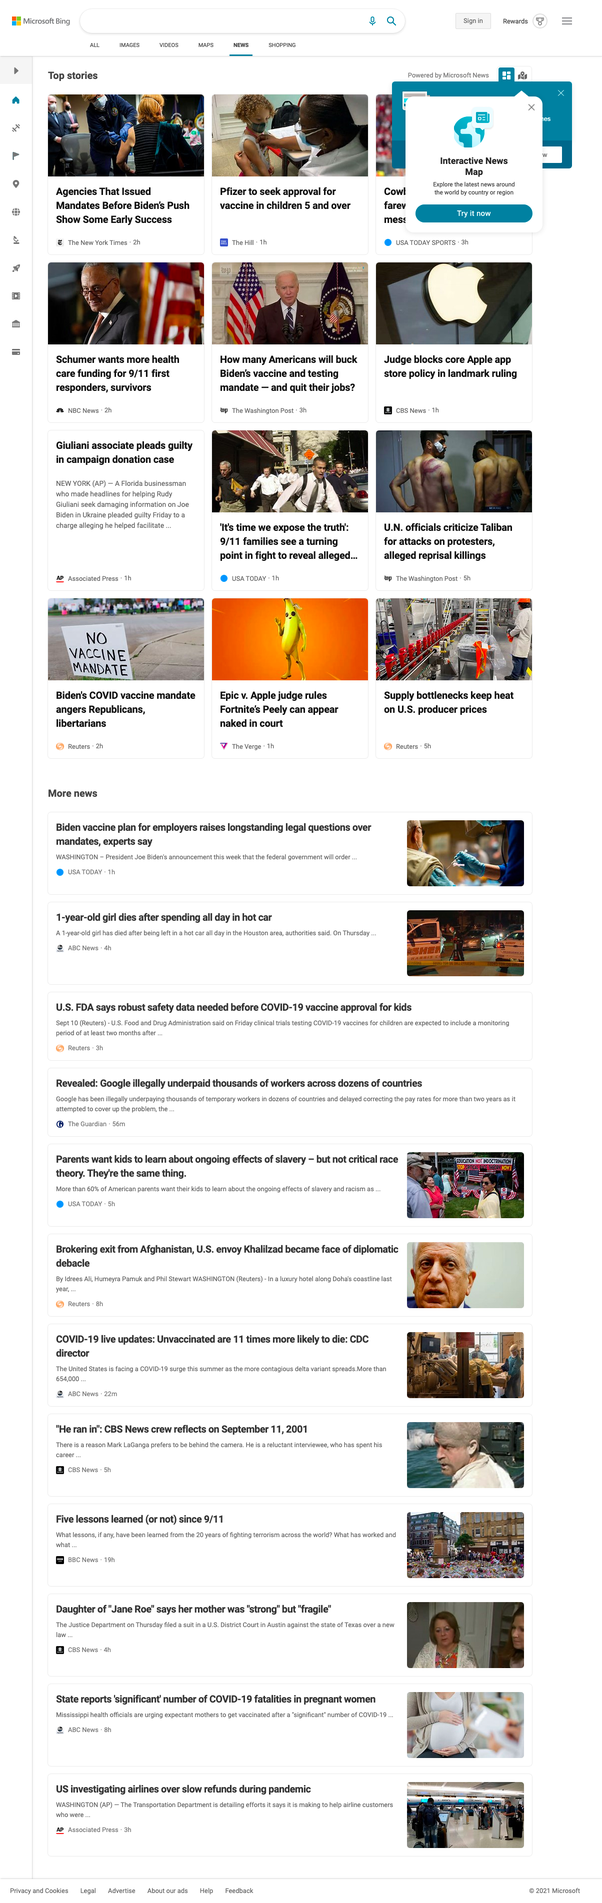 Microsoft Bing
Sign in
Rewards
ALL
IMAGES
VIDEOS
MAPS
NEWS
SHOPPING
Top stories
Powered by Microsoft News
Interactive News
Map
Explore the latest news around
the world by country or region
Try it now
Agencies That Issued
Mandates Before Biden's Push
Show Some Early Success
The New York Times · 2h
Pfizer to seek approval for
vaccine in children 5 and over
The Hill · 1h
Cowl
farew
mess
USA TODAY SPORTS · 3h
Schumer wants more health
care funding for 9/11 first
responders, survivors
NBC News · 2h
How many Americans will buck
Biden's vaccine and testing
mandate — and quit their jobs?
The Washington Post · 3h
Judge blocks core Apple app
store policy in landmark ruling
CBS News · 1h
Giuliani associate pleads guilty
in campaign donation case
NEW YORK (AP) — A Florida businessman
who made headlines for helping Rudy
Giuliani seek damaging information on Joe
Biden in Ukraine pleaded guilty Friday to a
charge alleging he helped facilitate ...
AP Associated Press · 1h
'It's time we expose the truth':
9/11 families see a turning
point in fight to reveal alleged...
USA TODAY · 1h
U.N. officials criticize Taliban
for attacks on protesters,
alleged reprisal killings
The Washington Post · 5h
NO
VACCINE
MANDATE
Biden's COVID vaccine mandate
angers Republicans,
libertarians
Reuters · 2h
Epic v. Apple judge rules
Fortnite's Peely can appear
naked in court
The Verge · 1h
Supply bottlenecks keep heat
on U.S. producer prices
Reuters · 5h
More news
Biden vaccine plan for employers raises longstanding legal questions over
mandates, experts say
WASHINGTON – President Joe Biden's announcement this week that the federal government will order ...
USA TODAY · 1h
1-year-old girl dies after spending all day in hot car
A 1-year-old girl has died after being left in a hot car all day in the Houston area, authorities said. On Thursday ...
ABC News · 4h
U.S. FDA says robust safety data needed before COVID-19 vaccine approval for kids
Sept 10 (Reuters) - U.S. Food and Drug Administration said on Friday clinical trials testing COVID-19 vaccines for children are expected to include a monitoring
period of at least two months after ...
Reuters · 3h
Revealed: Google illegally underpaid thousands of workers across dozens of countries
Google has been illegally underpaying thousands of temporary workers in dozens of countries and delayed correcting the pay rates for more than two years as it
attempted to cover up the problem, the ...
The Guardian · 56m
Parents want kids to learn about ongoing effects of slavery – but not critical race
theory. They're the same thing.
More than 60% of American parents want their kids to learn about the ongoing effects of slavery and racism as ...
USA TODAY · 5h
EDUCATION NOT INDOCTRINATION
Brokering exit from Afghanistan, U.S. envoy Khalilzad became face of diplomatic
debacle
By Idrees Ali, Humeyra Pamuk and Phil Stewart WASHINGTON (Reuters) - In a luxury hotel along Doha's coastline last
year, ...
Reuters · 8h
COVID-19 live updates: Unvaccinated are 11 times more likely to die: CDC
director
The United States is facing a COVID-19 surge this summer as the more contagious delta variant spreads.More than
654,000 ...
ABC News · 22m
"He ran in": CBS News crew reflects on September 11, 2001
There is a reason Mark LaGanga prefers to be behind the camera. He is a reluctant interviewee, who has spent his
career ...
CBS News · 5h
Five lessons learned (or not) since 9/11
What lessons, if any, have been learned from the 20 years of fighting terrorism across the world? What has worked and
what ...
BBC News · 19h
Daughter of "Jane Roe" says her mother was "strong" but "fragile"
The Justice Department on Thursday filed a suit in a U.S. District Court in Austin against the state of Texas over a new
law ...
CBS News · 4h
State reports 'significant' number of COVID-19 fatalities in pregnant women
Mississippi health officials are urging expectant mothers to get vaccinated after a "significant" number of COVID-19 ...
ABC News · 8h
US investigating airlines over slow refunds during pandemic
WASHINGTON (AP) — The Transportation Department is detailing efforts it says it is making to help airline customers
who were ...
AP Associated Press · 3h
Privacy and Cookies
Legal
Advertise
About our ads
Help
Feedback
© 2021 Microsoft